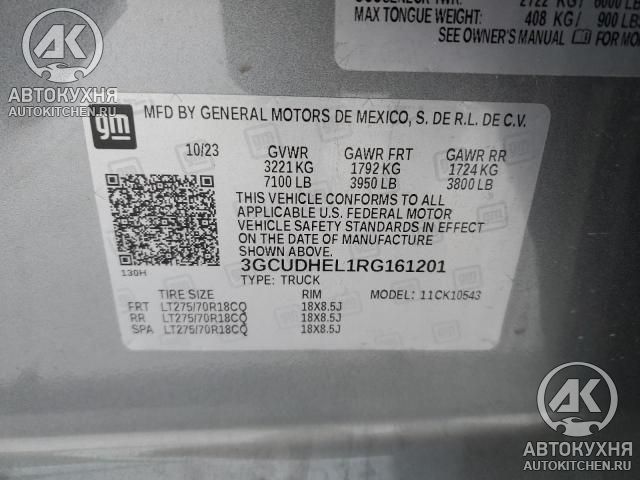 GOOSENECK TWR: 2722 KG/ 6000 LB
MAX TONGUE WEIGHT: 408 KG/ 900 LBS
SEE OWNER'S MANUAL FOR MO
АВТОКУХНЯ
AUTOKITCHEN.RU
gm
MFD BY GENERAL MOTORS DE MEXICO, S. DE R.L. DE C.V.
10/23 GVWR GAWR FRT GAWR RR
3221 KG 1792 KG 1724 KG
7100 LB 3950 LB 3800 LB
THIS VEHICLE CONFORMS TO ALL
APPLICABLE U.S. FEDERAL MOTOR
VEHICLE SAFETY STANDARDS IN EFFECT
ON THE DATE OF MANUFACTURE
SHOWN ABOVE.
130H
3GCUDHEL1RG161201
TYPE: TRUCK
TIRE SIZE RIM MODEL: 11CK10543
FRT LT275/70R18CQ 18X8.5J
RR LT275/70R18CQ 18X8.5J
SPA LT275/70R18CQ 18X8.5J
АК
АВТОКУХНЯ
AUTOKITCHEN.RU